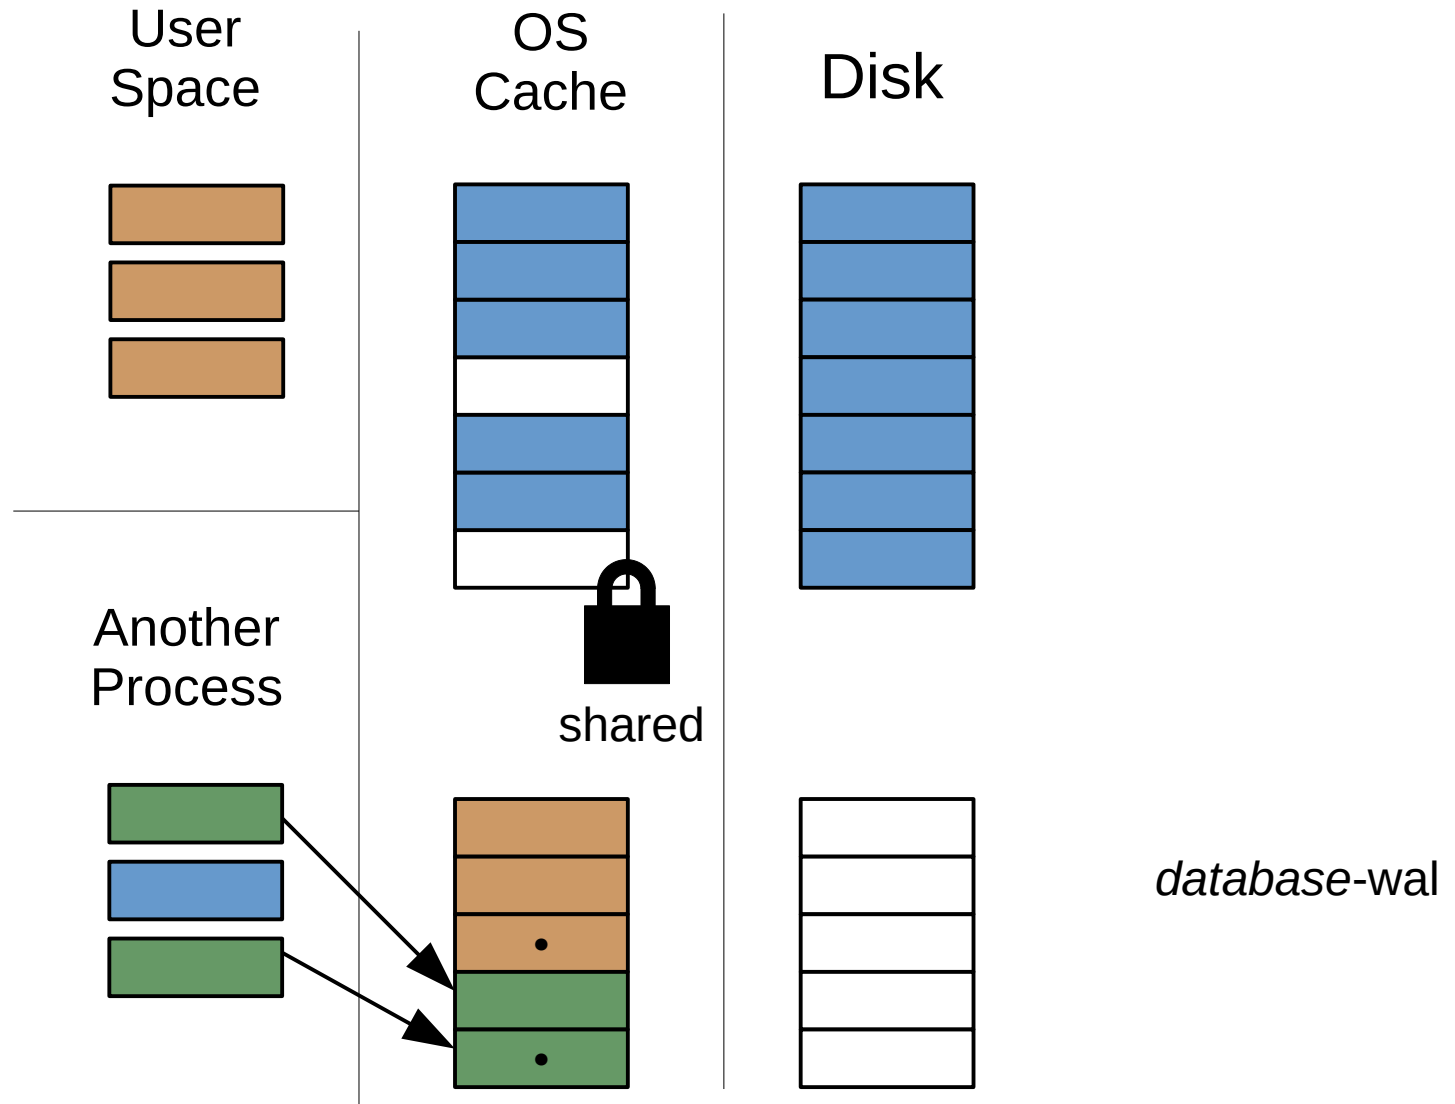 User
Space
OS
Cache
Disk
Another
Process
shared
database-wal